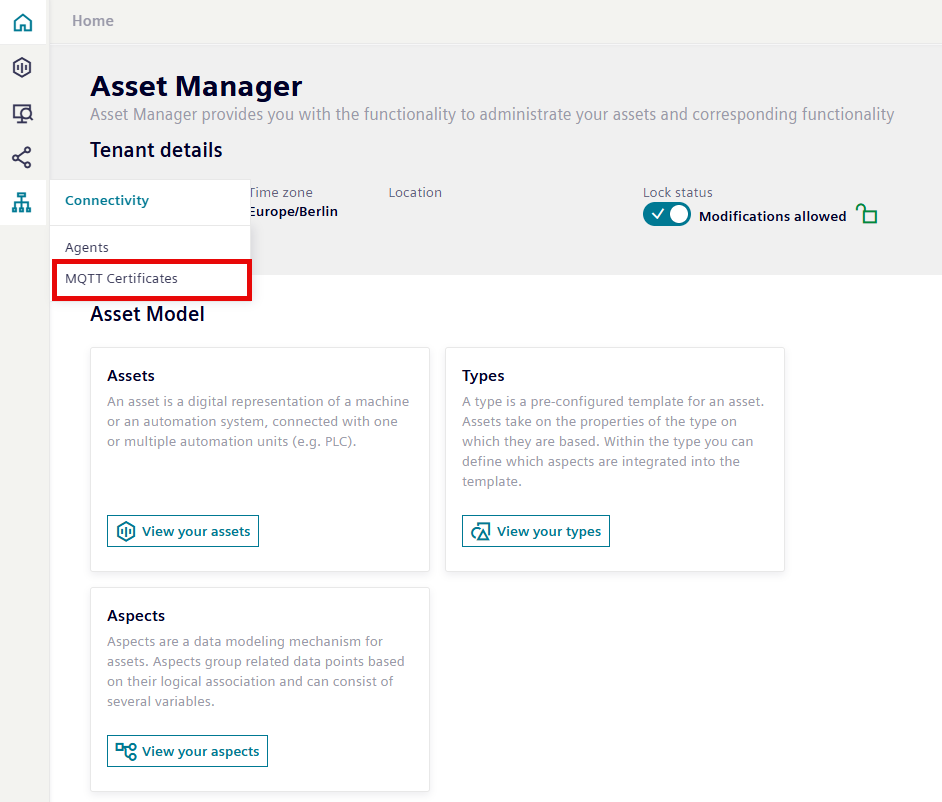 Home
Asset Manager
Asset Manager provides you with the functionality to administrate your assets and corresponding functionality
Tenant details
Connectivity
Agents
MQTT Certificates
Time zone
Europe/Berlin
Location
Lock status
Modifications allowed
Asset Model
Assets
An asset is a digital representation of a machine
or an automation system, connected with one
or multiple automation units (e.g. PLC).
View your assets
Types
A type is a pre-configured template for an asset.
Assets take on the properties of the type on
which they are based. Within the type you can
define which aspects are integrated into the
template.
View your types
Aspects
Aspects are a data modeling mechanism for
assets. Aspects group related data points based
on their logical association and can consist of
several variables.
View your aspects